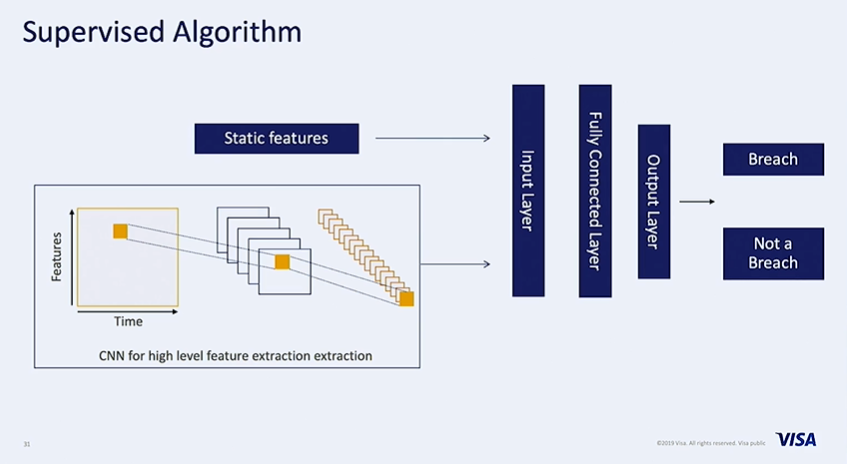 Supervised Algorithm
Static features
Features
Time
CNN for high level feature extraction extraction
Input Layer
Fully Connected Layer
Output Layer
Breach
Not a
Breach
31
©2019 Visa. All rights reserved. Visa public
VISA